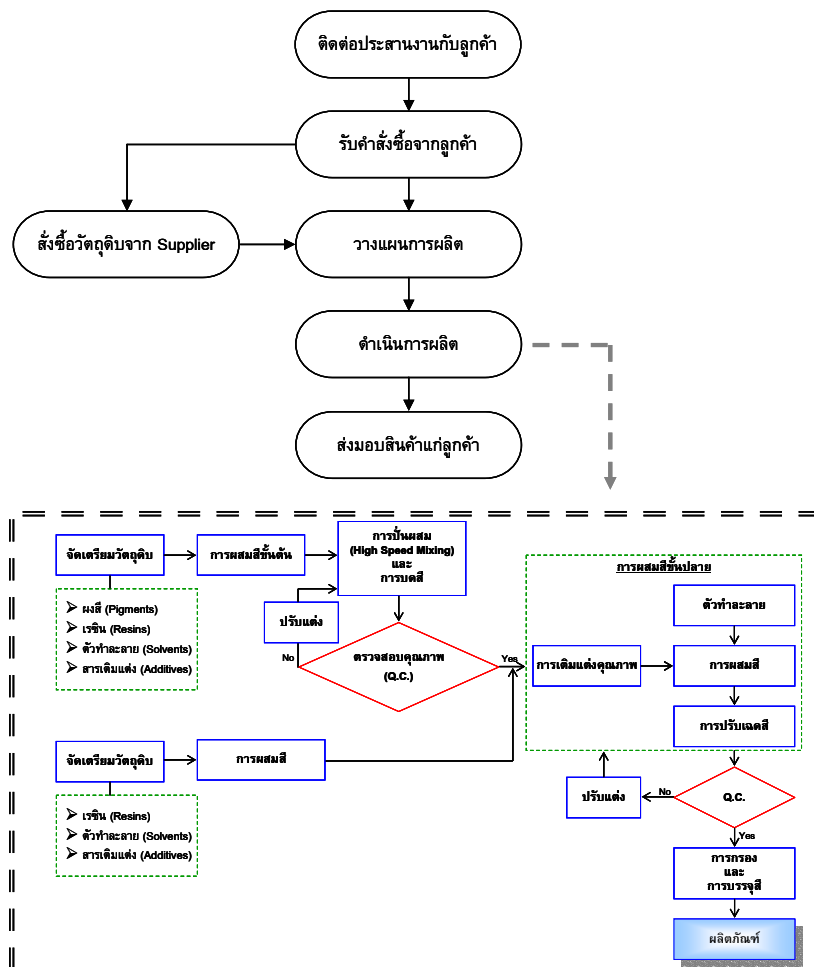 ติดต่อประสานงานกับลูกค้า
รับคำสั่งซื้อจากลูกค้า
สั่งซื้อวัตถุดิบจาก Supplier
วางแผนการผลิต
ดำเนินการผลิต
ส่งมอบสินค้าแก่ลูกค้า
จัดเตรียมวัตถุดิบ
การผสมสีขั้นต้น
การปั่นผสม
(High Speed Mixing)
และ
การบดสี
ผงสี (Pigments)
เรซิน (Resins)
ตัวทำละลาย (Solvents)
สารเติมแต่ง (Additives)
ปรับแต่ง
No
ตรวจสอบคุณภาพ
(Q.C.)
Yes
การผสมสีขั้นปลาย
ตัวทำละลาย
การเติมแต่งคุณภาพ
การผสมสี
การปรับเฉดสี
จัดเตรียมวัตถุดิบ
การผสมสี
เรซิน (Resins)
ตัวทำละลาย (Solvents)
สารเติมแต่ง (Additives)
ปรับแต่ง
No
Q.C.
Yes
การกรอง
และ
การบรรจุสี
ผลิตภัณฑ์